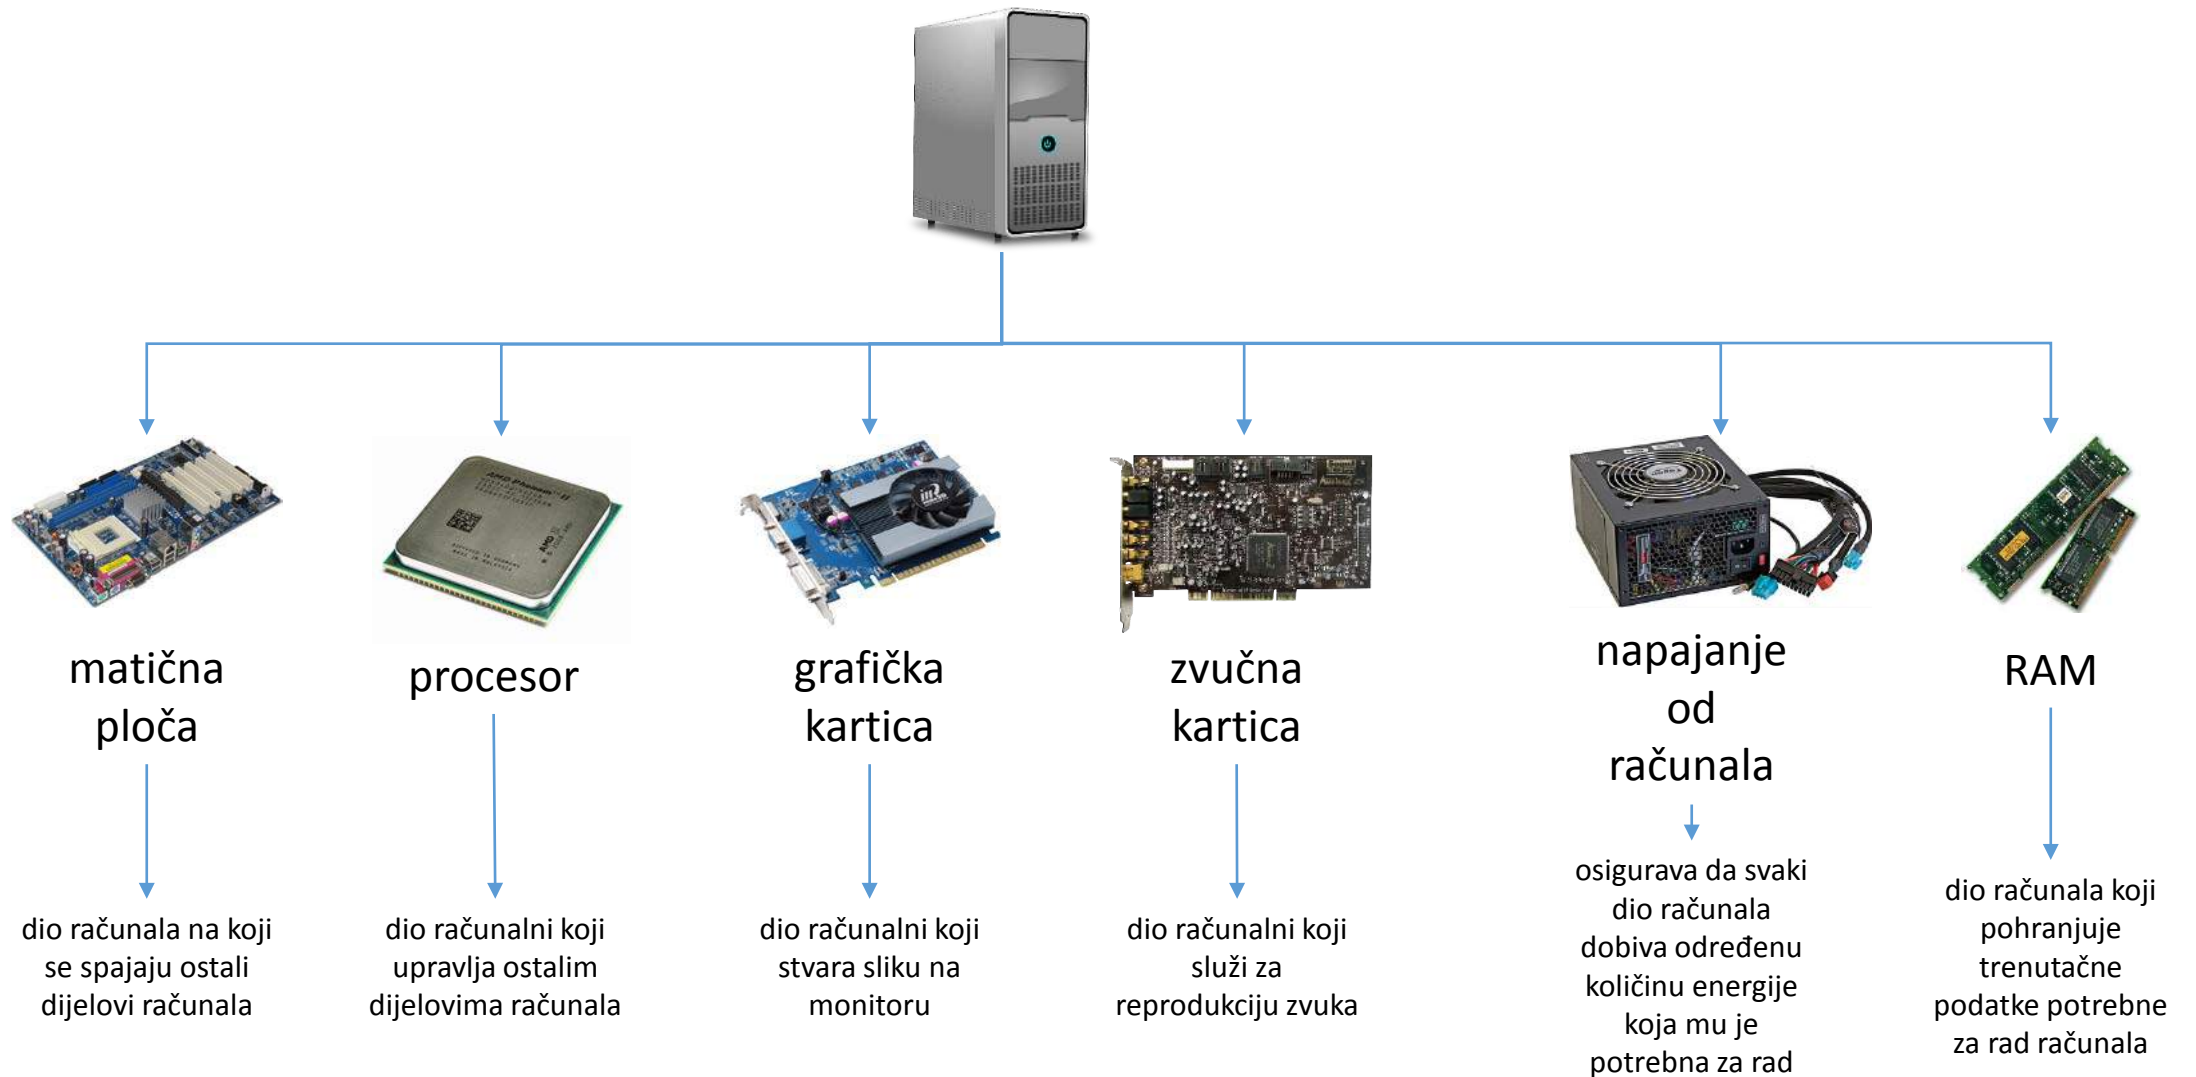 matična
ploča
procesor
grafička
kartica
zvučna
kartica
napajanje
od
računala
RAM
dio računala na koji
se spajaju ostali
dijelovi računala
dio računalni koji
upravlja ostalim
dijelovima računala
dio računalni koji
stvara sliku na
monitoru
dio računalni koji
služi za
reprodukciju zvuka
osigurava da svaki
dio računala
dobiva određenu
količinu energije
koja mu je
potrebna za rad
dio računala koji
pohranjuje
trenutačne
podatke potrebne
za rad računala
AMD Phenom II